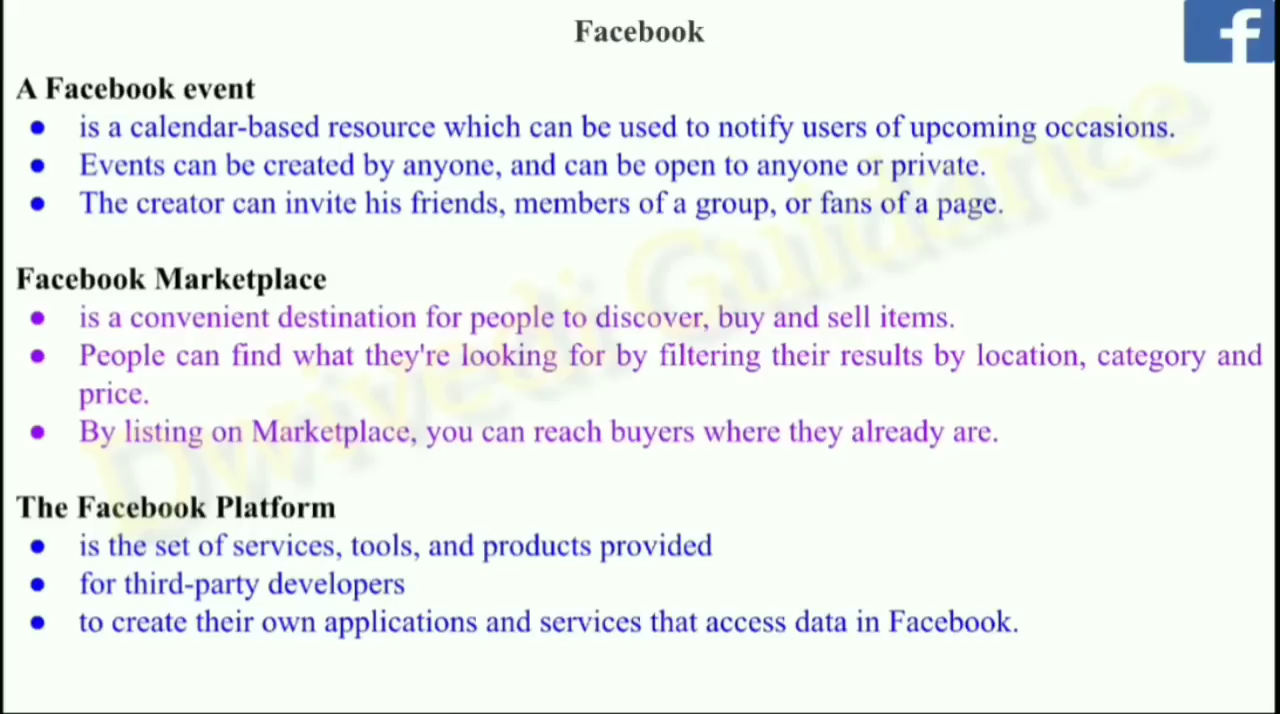 Facebook
f
A Facebook event
● is a calendar-based resource which can be used to notify users of upcoming occasions.
● Events can be created by anyone, and can be open to anyone or private.
● The creator can invite his friends, members of a group, or fans of a page.
Facebook Marketplace
● is a convenient destination for people to discover, buy and sell items.
● People can find what they're looking for by filtering their results by location, category and
price.
● By listing on Marketplace, you can reach buyers where they already are.
The Facebook Platform
● is the set of services, tools, and products provided
● for third-party developers
● to create their own applications and services that access data in Facebook.
Dwivedi Guidance